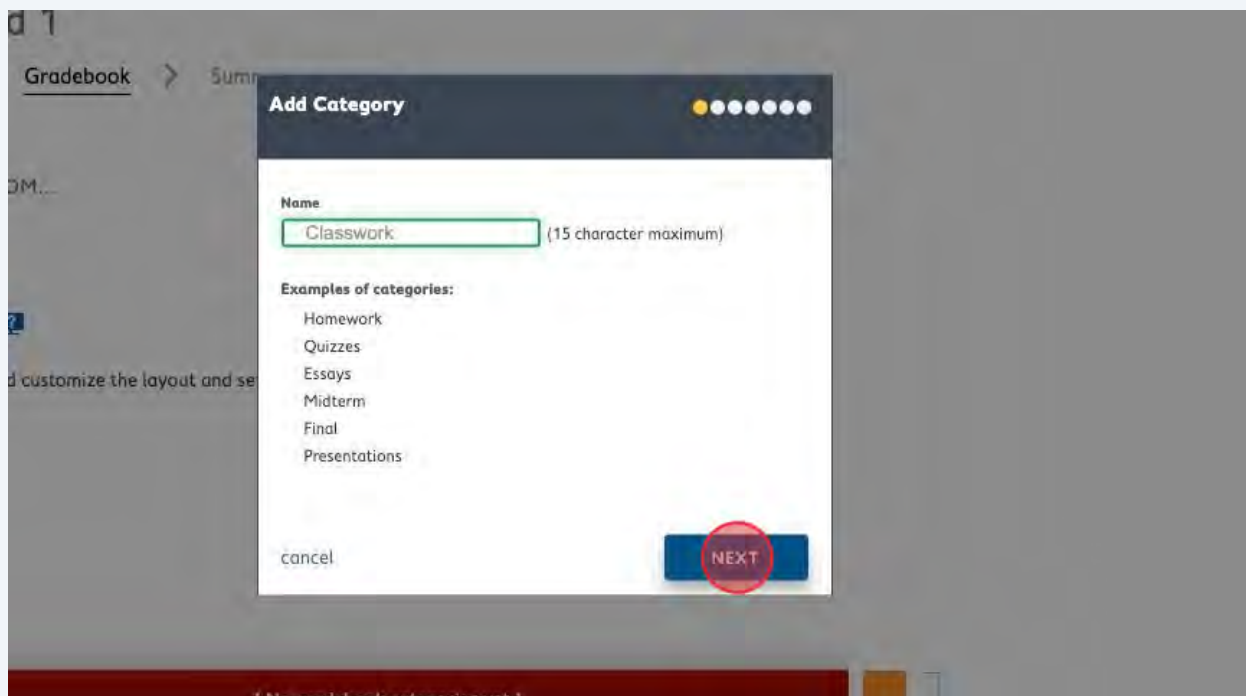 d 1
Gradebook > Summ
Add Category
OM...
Name
Classwork (15 character maximum)
Examples of categories:
Homework
?
Quizzes
Essays
d customize the layout and se
Midterm
Final
Presentations
cancel NEXT